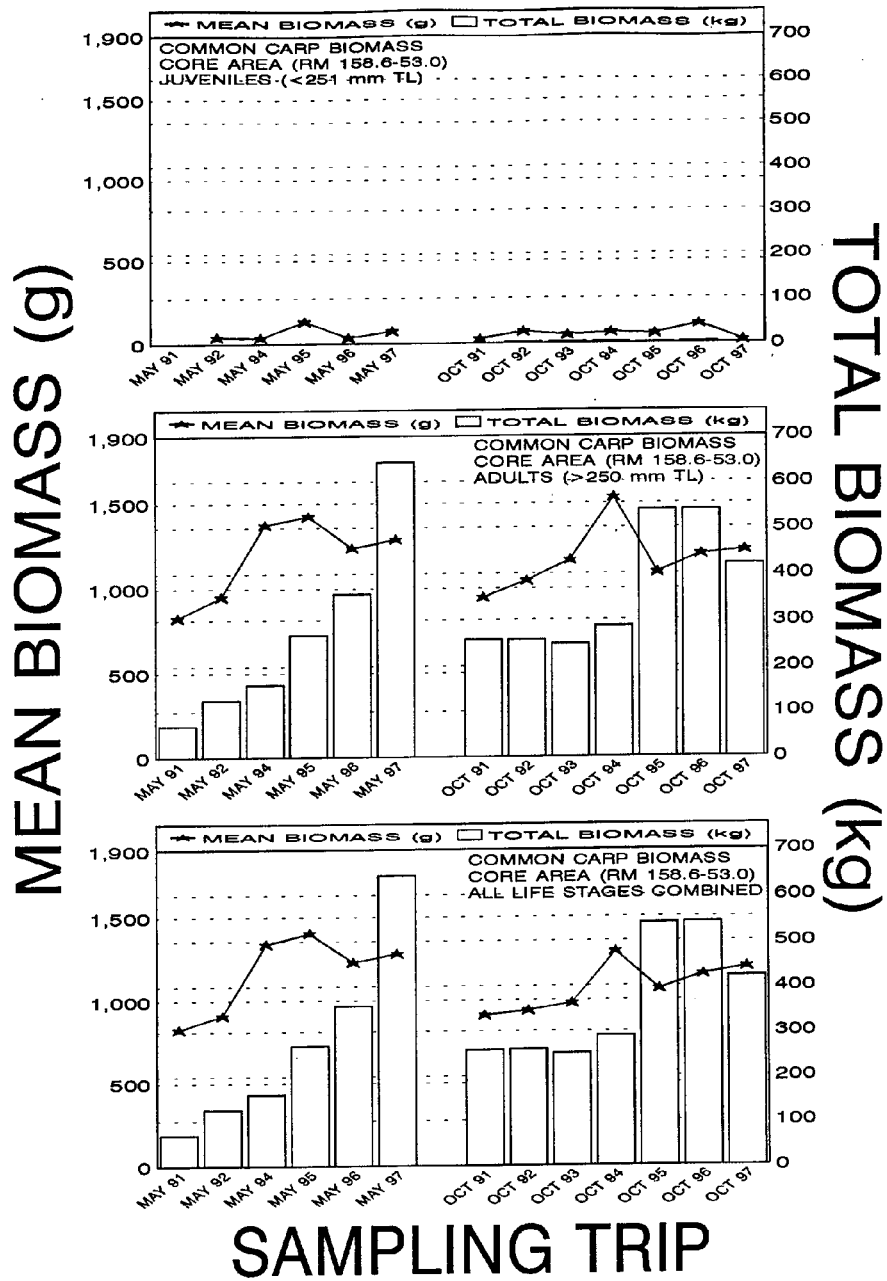 MEAN BIOMASS (g)
TOTAL BIOMASS (kg)
MEAN BIOMASS (g) TOTAL BIOMASS (kg)
COMMON CARP BIOMASS
CORE AREA (RM 158.6-53.0)
JUVENILES (<251 mm TL)
1,900
1,500
1,000
500
0
700
600
500
400
300
200
100
0
MAY 91 MAY 92 MAY 94 MAY 95 MAY 96 MAY 97 OCT 91 OCT 92 OCT 93 OCT 94 OCT 95 OCT 96 OCT 97
MEAN BIOMASS (g) TOTAL BIOMASS (kg)
COMMON CARP BIOMASS
CORE AREA (RM 158.6-53.0)
ADULTS (>250 mm TL)
1,900
1,500
1,000
500
0
700
600
500
400
300
200
100
0
MAY 91 MAY 92 MAY 94 MAY 95 MAY 96 MAY 97 OCT 91 OCT 92 OCT 93 OCT 94 OCT 95 OCT 96 OCT 97
MEAN BIOMASS (g) TOTAL BIOMASS (kg)
COMMON CARP BIOMASS
CORE AREA (RM 158.6-53.0)
ALL LIFE STAGES COMBINED
1,900
1,500
1,000
500
0
700
600
500
400
300
200
100
0
MAY 91 MAY 92 MAY 94 MAY 95 MAY 96 MAY 97 OCT 91 OCT 92 OCT 93 OCT 94 OCT 95 OCT 96 OCT 97
SAMPLING TRIP